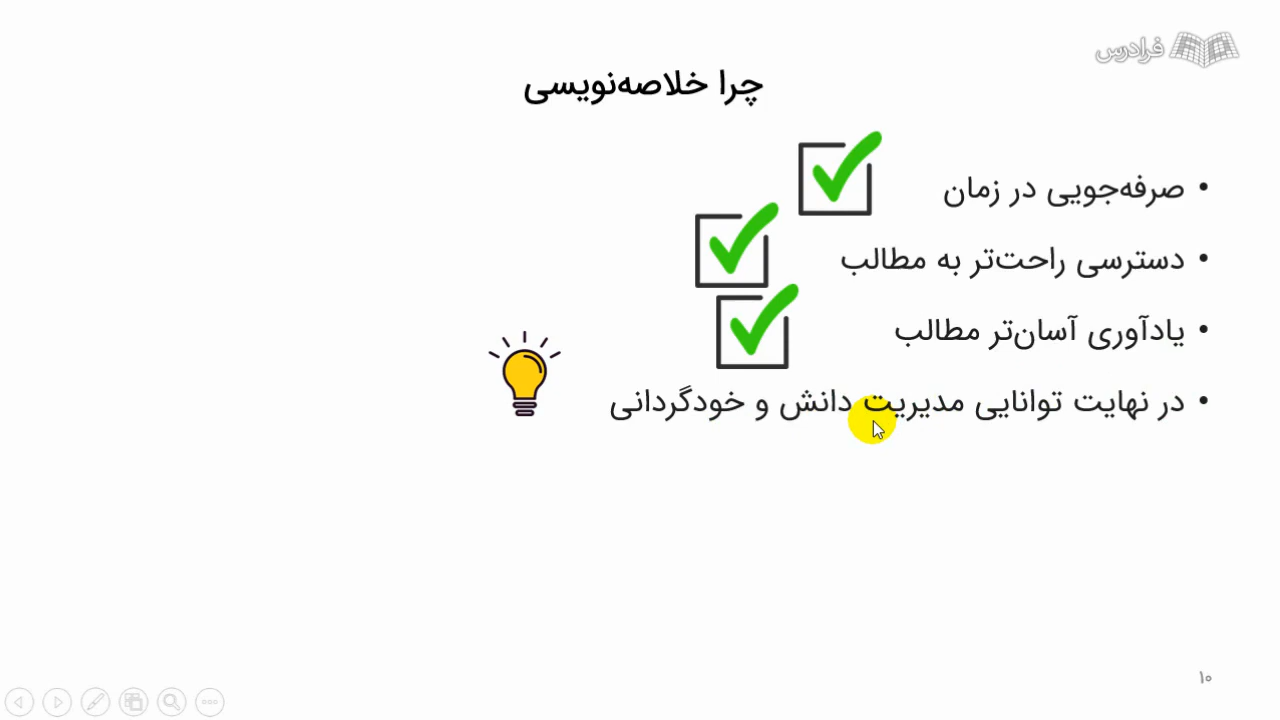 فرادرس
چرا خلاصه‌نویسی
• صرفه‌جویی در زمان
• دسترسی راحت‌تر به مطالب
• یادآوری آسان‌تر مطالب
• در نهایت توانایی مدیریت دانش و خودگردانی
۱۰